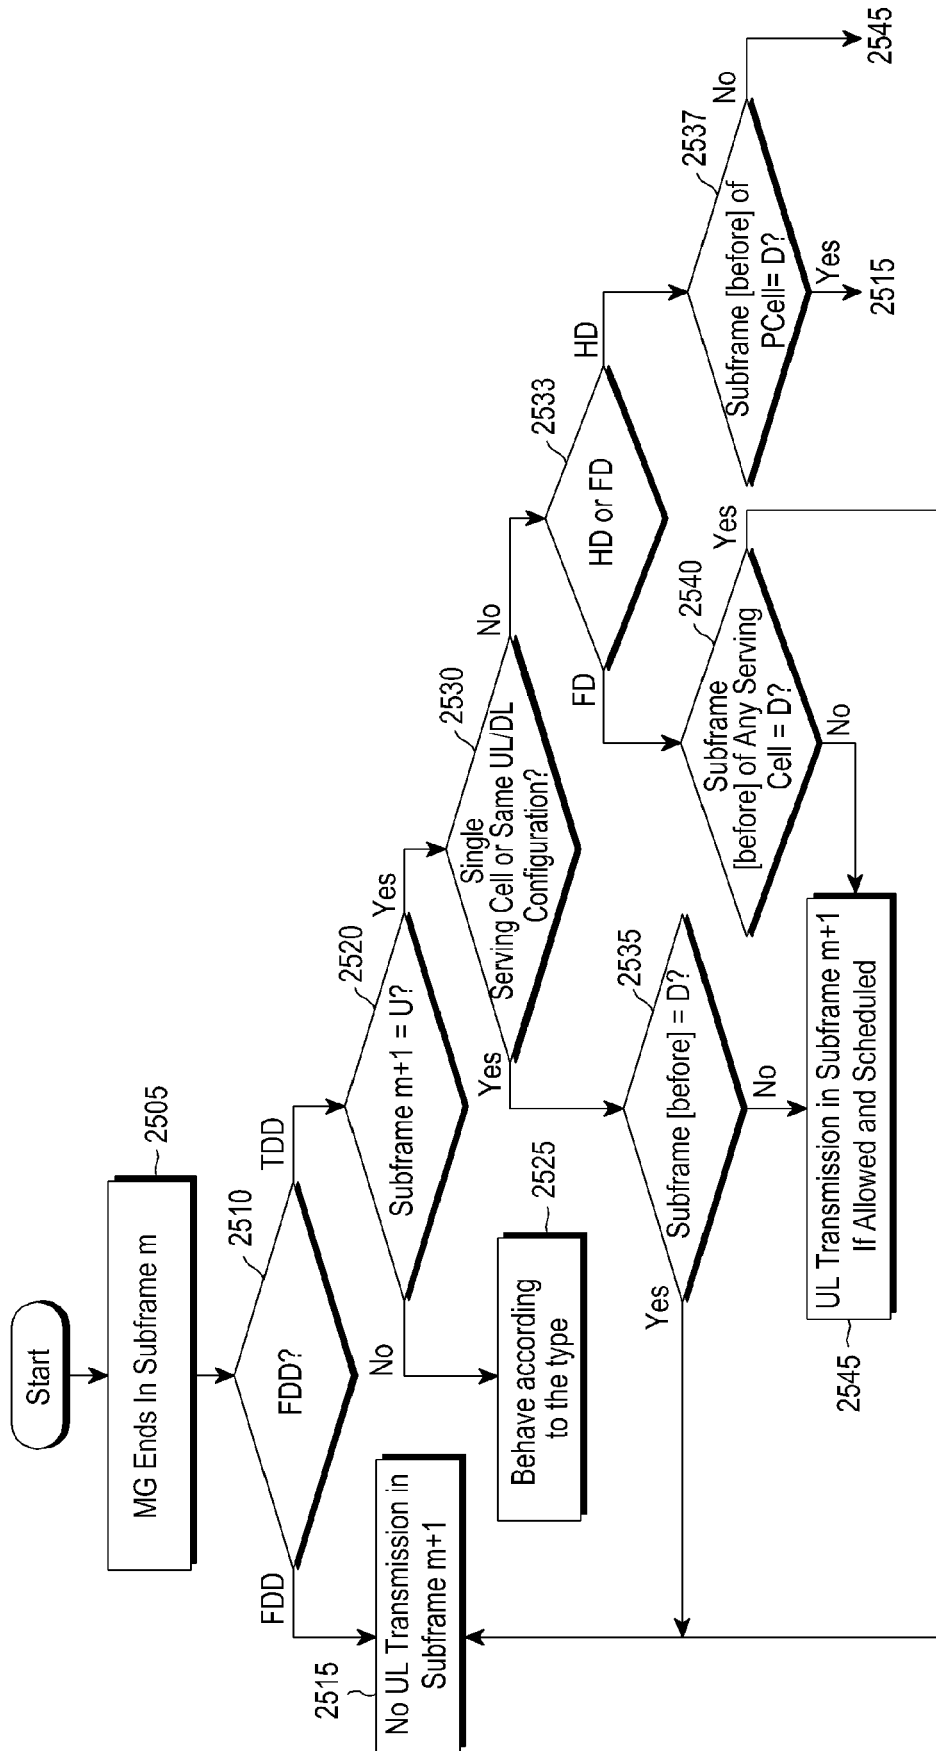 Start
MG Ends In Subframe m
2505
FDD?
2510
FDD
TDD
2515
No UL Transmission in
Subframe m+1
Subframe m+1 = U?
2520
No
Yes
Behave according
to the type
2525
Single
Serving Cell or Same UL/DL
Configuration?
2530
Yes
No
HD or FD
2533
FD
HD
Subframe [before] = D?
2535
Yes
No
Subframe
[before] of Any Serving
Cell = D?
2540
Yes
No
Subframe [before] of
PCell= D?
2537
No
Yes
2545
2515
UL Transmission in Subframe m+1
If Allowed and Scheduled
2545